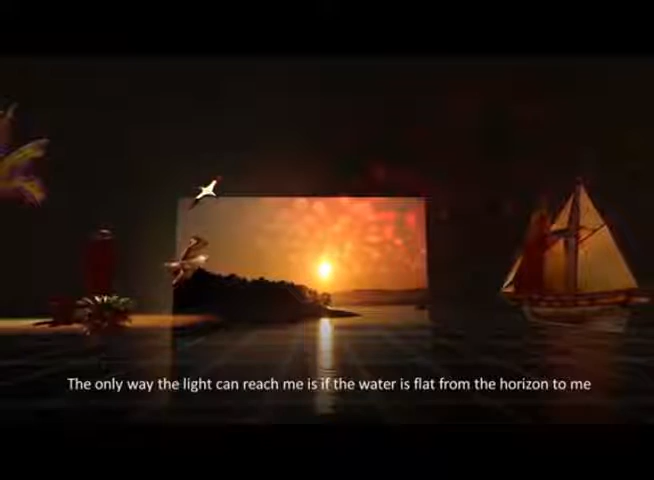 The only way the light can reach me is if the water is flat from the horizon to me